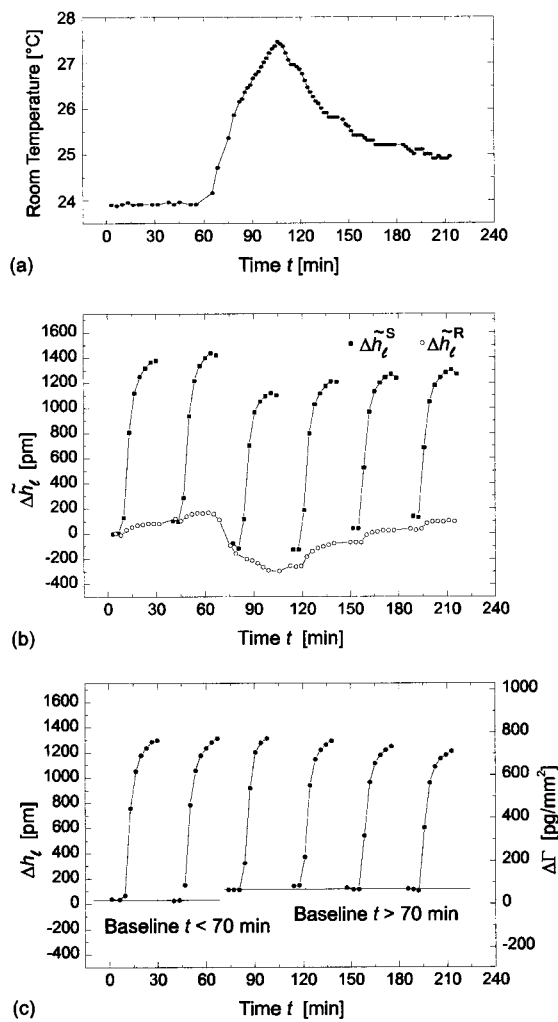 28
27
26
25
24
Room Temperature [°C]
0 30 60 90 120 150 180 210 240
(a) Time t [min]
1600
1400
1200
1000
800
600
400
200
0
-200
-400
Δh̃ℓ [pm]
Δh̃ℓ^S Δh̃ℓ^R
0 30 60 90 120 150 180 210 240
(b) Time t [min]
1600
1400
1200
1000
800
600
400
200
0
-200
-400
Δhℓ [pm]
1000
800
600
400
200
0
-200
ΔΓ [pg/mm²]
Baseline t < 70 min
Baseline t > 70 min
0 30 60 90 120 150 180 210 240
(c) Time t [min]